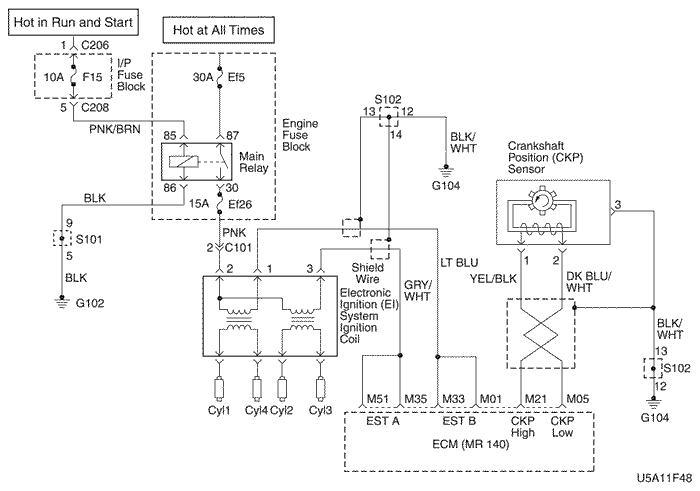 Hot in Run and Start
Hot at All Times
1 C206
I/P
Fuse
Block
10A F15
5 C208
PNK/BRN
30A Ef5
Engine
Fuse
Block
85 87
Main
Relay
86 30
15A Ef26
BLK
9
S101
5
BLK
G102
PNK
2 C101
2 1 3
Shield
Wire
Electronic
Ignition (EI)
System
Ignition
Coil
Cyl1 Cyl4 Cyl2 Cyl3
S102
13 12
14
BLK/
WHT
G104
Crankshaft
Position (CKP)
Sensor
3
1 2
LT BLU
GRY/
WHT
YEL/BLK
DK BLU/
WHT
BLK/
WHT
13
S102
12
G104
M51 M35 M33 M01 M21 M05
EST A EST B CKP
High CKP
Low
ECM (MR 140)
U5A11F48